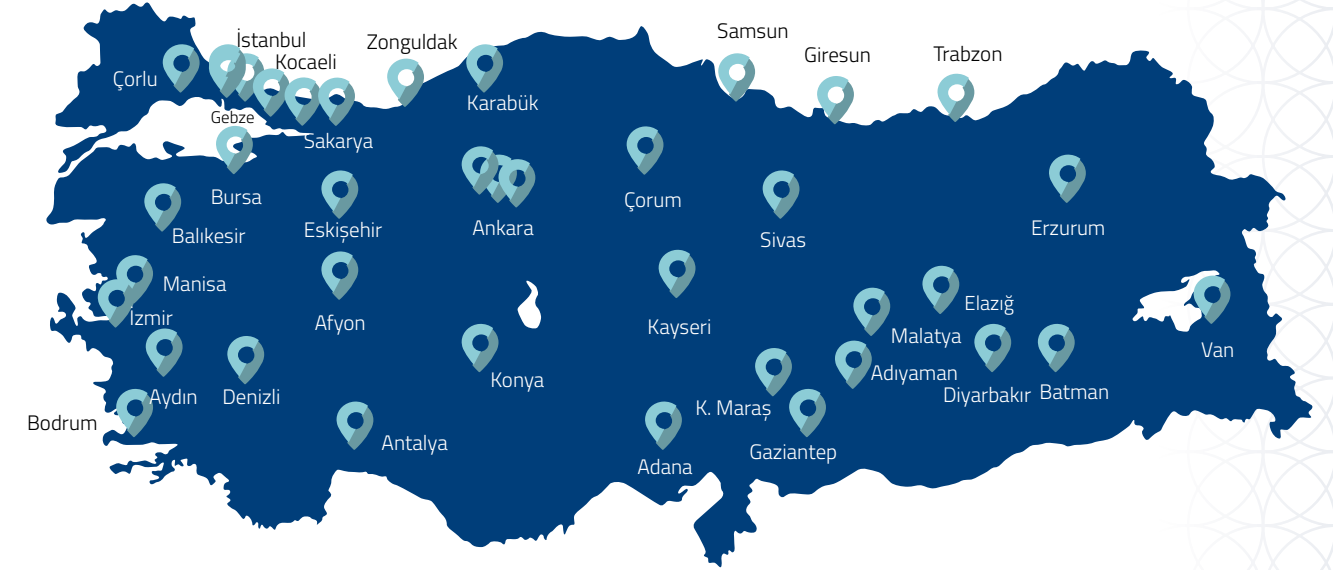 Samsun
İstanbul
Zonguldak
Giresun
Trabzon
Kocaeli
Çorlu
Karabük
Gebze
Sakarya
Bursa
Çorum
Balıkesir
Eskişehir
Ankara
Sivas
Erzurum
Manisa
Elazığ
İzmir
Afyon
Kayseri
Malatya
Van
Adıyaman
Konya
Aydın
Denizli
Diyarbakır
Batman
K. Maraş
Bodrum
Antalya
Gaziantep
Adana